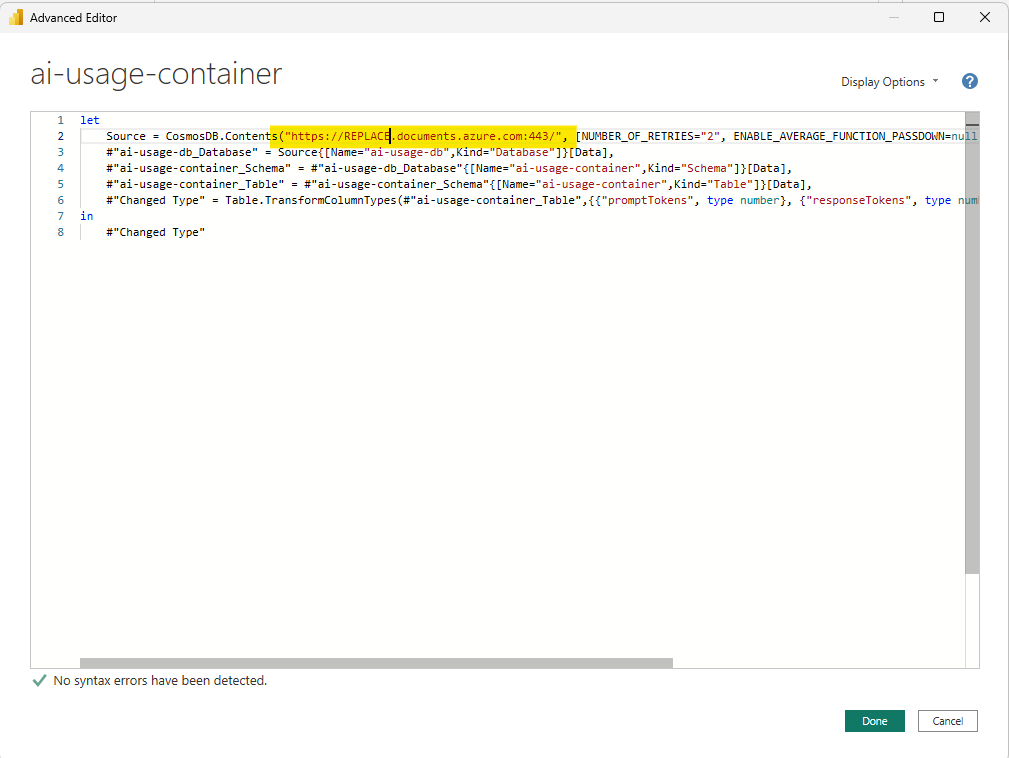 Advanced Editor
ai-usage-container
Display Options
?
1 let
2 Source = CosmosDB.Contents("https://REPLACE.documents.azure.com:443/", [NUMBER_OF_RETRIES="2", ENABLE_AVERAGE_FUNCTION_PASSDOWN=null
3 #"ai-usage-db_Database" = Source{[Name="ai-usage-db",Kind="Database"]}[Data],
4 #"ai-usage-container_Schema" = #"ai-usage-db_Database"{[Name="ai-usage-container",Kind="Schema"]}[Data],
5 #"ai-usage-container_Table" = #"ai-usage-container_Schema"{[Name="ai-usage-container",Kind="Table"]}[Data],
6 #"Changed Type" = Table.TransformColumnTypes(#"ai-usage-container_Table",{{"promptTokens", type number}, {"responseTokens", type num
7 in
8 #"Changed Type"
No syntax errors have been detected.
Done
Cancel